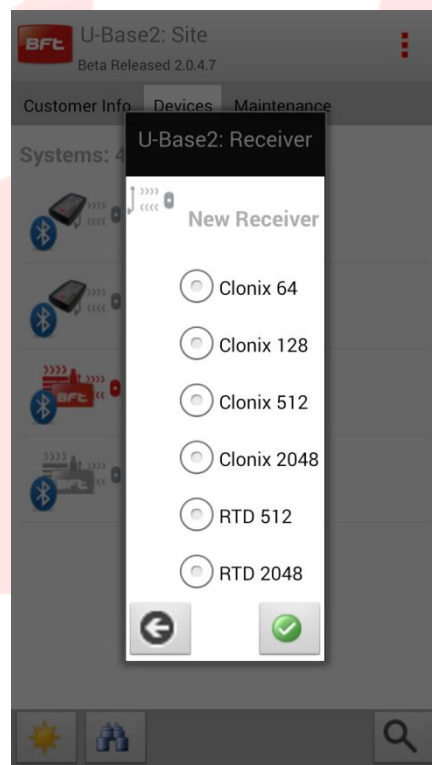 BFt U-Base2: Site
Beta Released 2.0.4.7
Customer Info Devices Maintenance
Systems: 4
U-Base2: Receiver
New Receiver
Clonix 64
Clonix 128
Clonix 512
Clonix 2048
RTD 512
RTD 2048
BFt
BFt